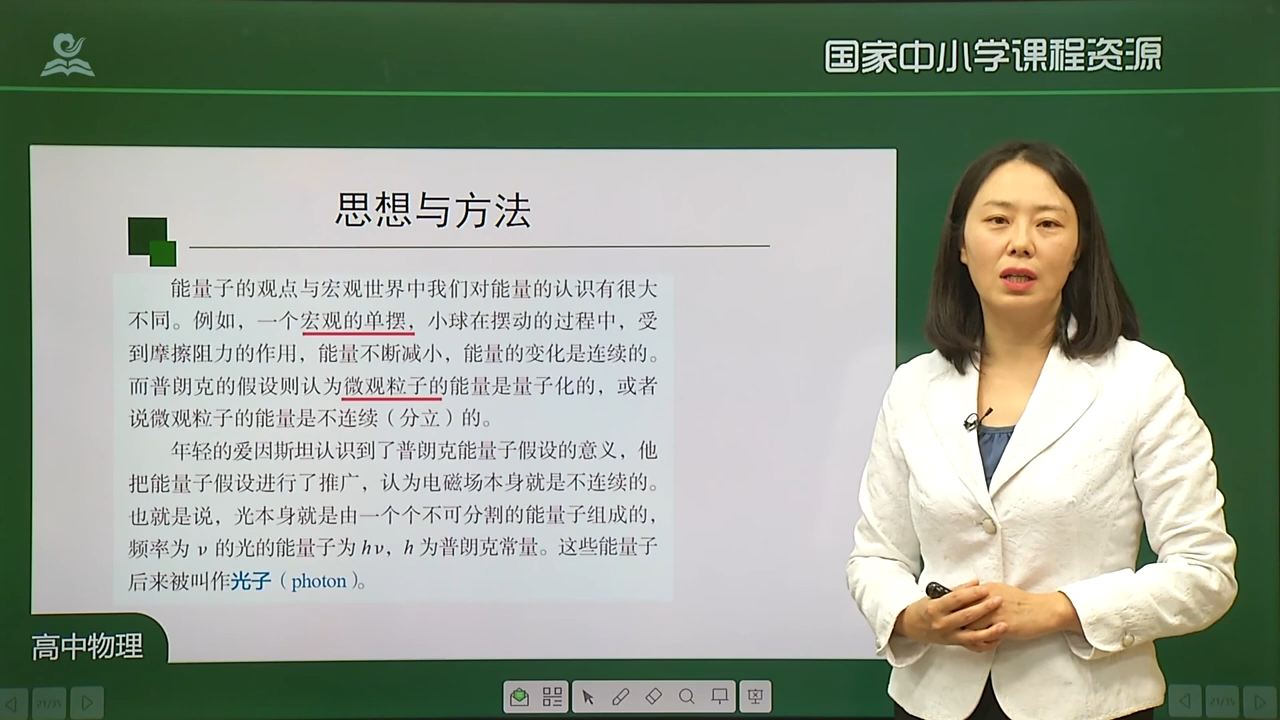 国家中小学课程资源
思想与方法
能量子的观点与宏观世界中我们对能量的认识有很大
不同。例如，一个宏观的单摆，小球在摆动的过程中，受
到摩擦阻力的作用，能量不断减小，能量的变化是连续的。
而普朗克的假设则认为微观粒子的能量是量子化的，或者
说微观粒子的能量是不连续（分立）的。
年轻的爱因斯坦认识到了普朗克能量子假设的意义，他
把能量子假设进行了推广，认为电磁场本身就是不连续的。
也就是说，光本身就是由一个个不可分割的能量子组成的，
频率为 ν 的光的能量子为 hν，h 为普朗克常量。这些能量子
后来被叫作光子（photon）。
高中物理
21/35
21/35